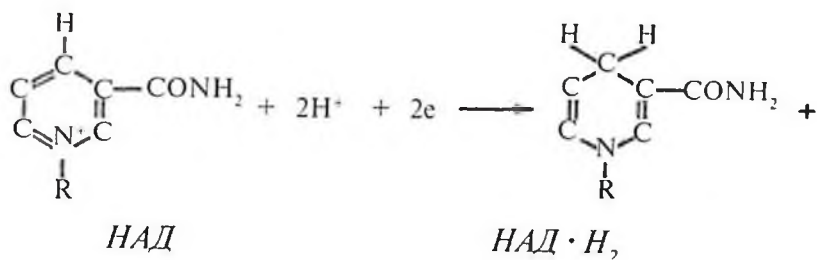 H H H
C C C C—CONH₂ + 2H⁺ + 2e → C C—CONH₂ +
C N⁺ C C C
N
R R
НАД НАД · H₂